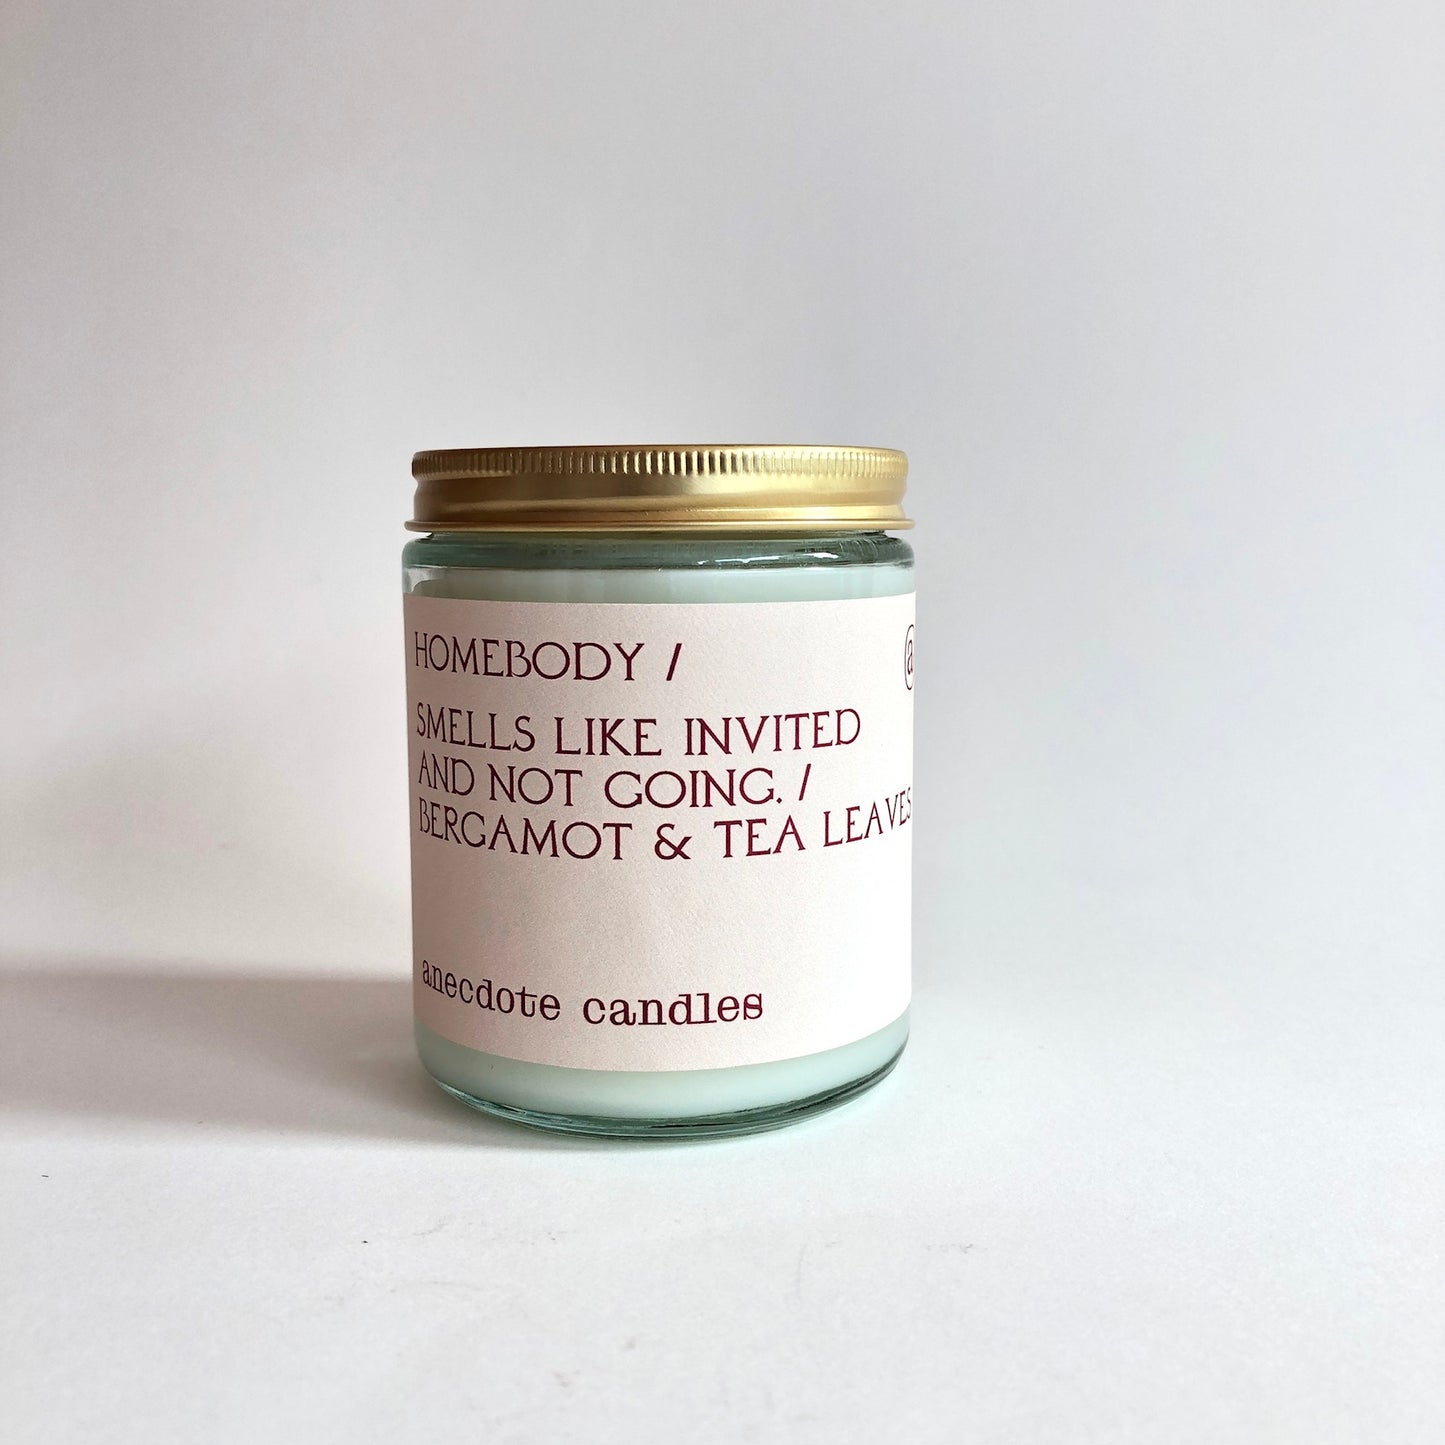 HOMEBODY /
SMELLS LIKE INVITED
AND NOT GOING. /
BERGAMOT & TEA LEAVES
anecdote candles